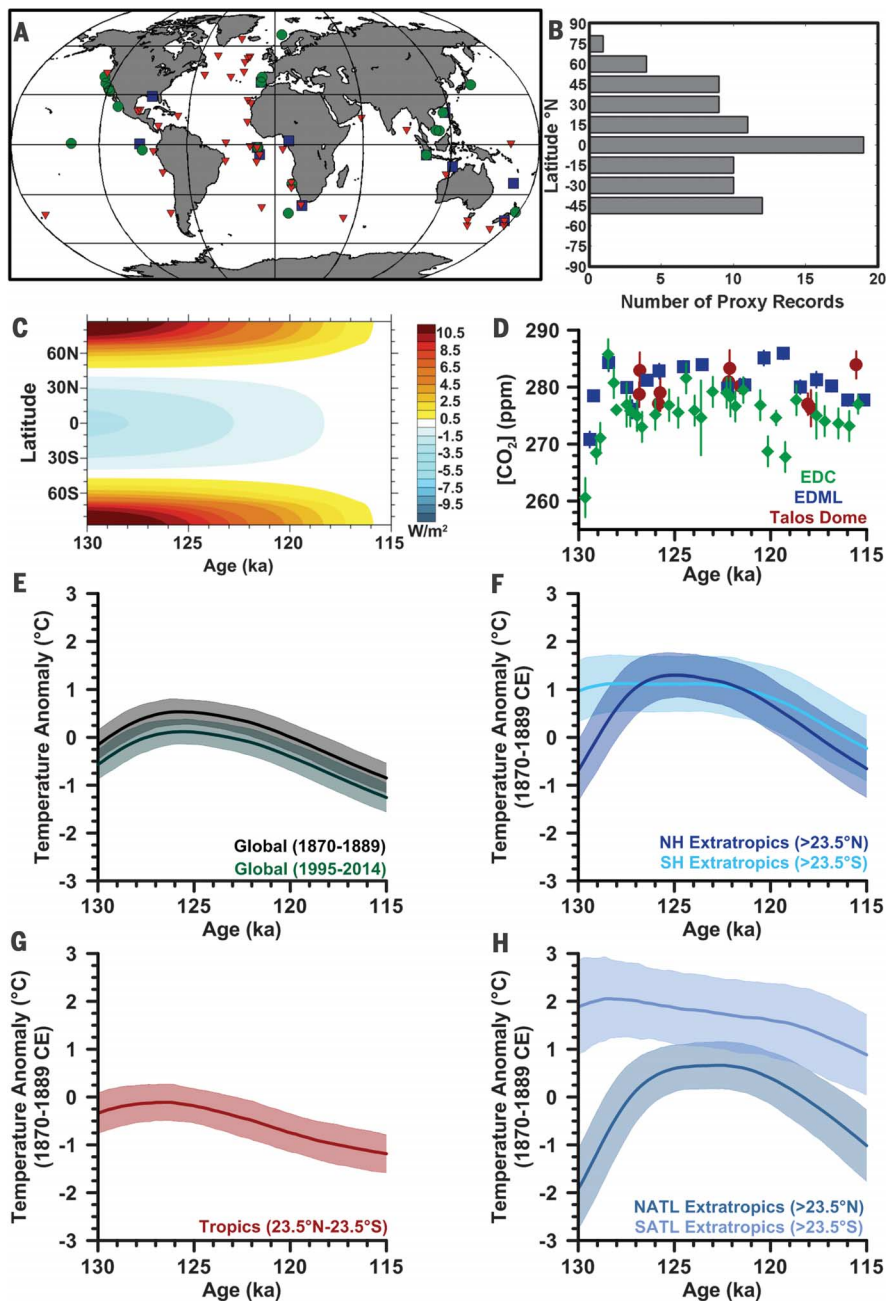 A
B
90
75
60
45
30
15
0
-15
-30
-45
-60
-75
-90
Latitude °N
0 5 10 15 20
Number of Proxy Records
C
60N
30N
0
30S
60S
Latitude
130 125 120
Age (ka)
10.5
8.5
6.5
4.5
2.5
0.5
-1.5
-3.5
-5.5
-7.5
-9.5
W/m²
D
290
280
270
260
[CO₂] (ppm)
EDC
EDML
Talos Dome
130 125 120 115
Age (ka)
E
3
2
1
0
-1
-2
-3
Temperature Anomaly (°C)
Global (1870-1889)
Global (1995-2014)
130 125 120 115
Age (ka)
F
3
2
1
0
-1
-2
-3
Temperature Anomaly (°C)
(1870-1889 CE)
NH Extratropics (>23.5°N)
SH Extratropics (>23.5°S)
130 125 120 115
Age (ka)
G
3
2
1
0
-1
-2
-3
Temperature Anomaly (°C)
(1870-1889 CE)
Tropics (23.5°N-23.5°S)
130 125 120 115
Age (ka)
H
3
2
1
0
-1
-2
-3
Temperature Anomaly (°C)
(1870-1889 CE)
NATL Extratropics (>23.5°N)
SATL Extratropics (>23.5°S)
130 125 120 115
Age (ka)